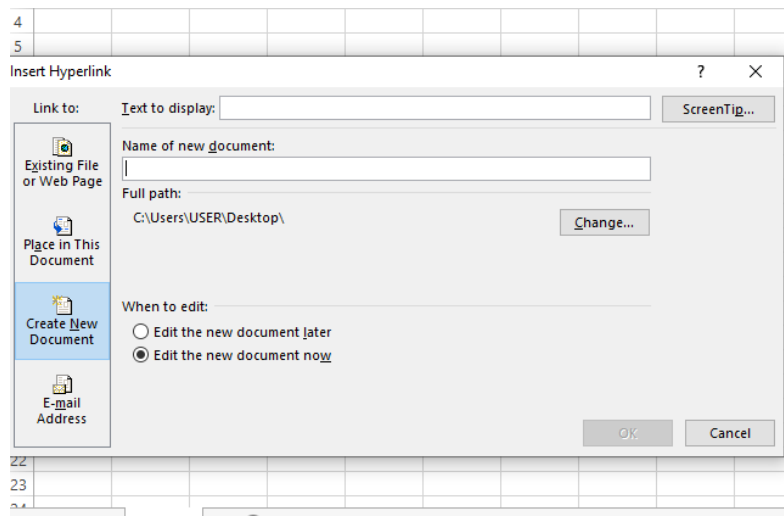 4
5
Insert Hyperlink
?
Link to:
Text to display:
ScreenTip...
Existing File
or Web Page
Place in This
Document
Create New
Document
E-mail
Address
Name of new document:
Full path:
C:\Users\USER\Desktop\
Change...
When to edit:
Edit the new document later
Edit the new document now
OK
Cancel
22
23
24